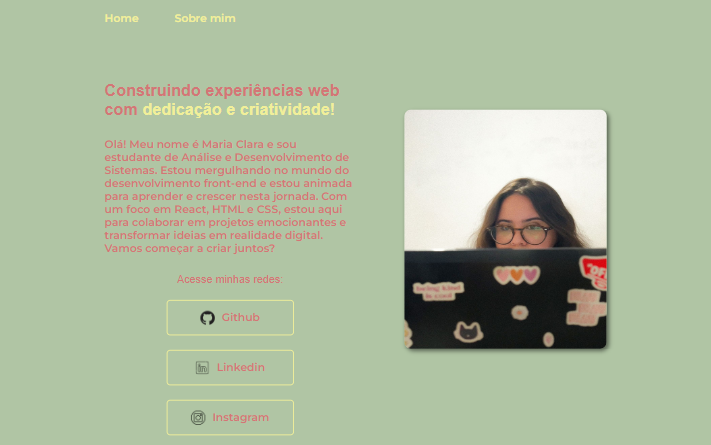 Home
Sobre mim
Construindo experiências web
com dedicação e criatividade!
Olá! Meu nome é Maria Clara e sou
estudante de Análise e Desenvolvimento de
Sistemas. Estou mergulhando no mundo do
desenvolvimento front-end e estou animada
para aprender e crescer nesta jornada. Com
um foco em React, HTML e CSS, estou aqui
para colaborar em projetos emocionantes e
transformar ideias em realidade digital.
Vamos começar a criar juntos?
Acesse minhas redes:
Github
Linkedin
Instagram